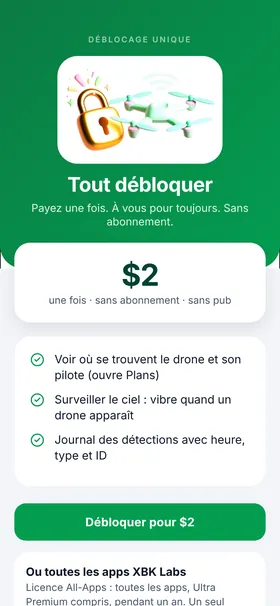 DÉBLOCAGE UNIQUE
Tout débloquer
Payez une fois. À vous pour toujours. Sans
abonnement.
$2
une fois · sans abonnement · sans pub
Voir où se trouvent le drone et son
pilote (ouvre Plans)
Surveiller le ciel : vibre quand un
drone apparaît
Journal des détections avec heure,
type et ID
Débloquer pour $2
Ou toutes les apps XBK Labs
Licence All-Apps : toutes les apps, Ultra
Premium compris, pendant un an. Un seul